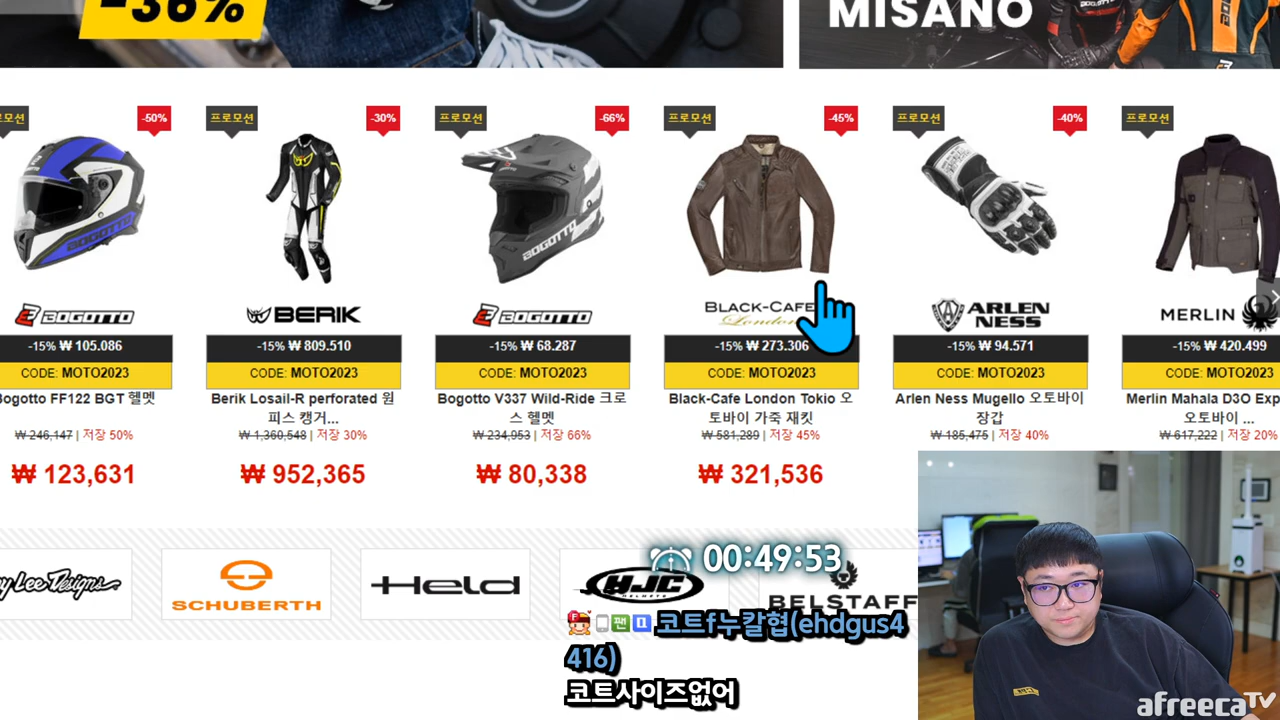 -36%
MISANO
프로모션 -50%
프로모션 -30%
프로모션 -66%
프로모션 -45%
프로모션 -40%
프로모션
BOGOTTO
BERIK
BOGOTTO
BLACK-CAFE
London
ARLEN
NESS
MERLIN
-15% ₩ 105.086
CODE: MOTO2023
Bogotto FF122 BGT 헬멧
₩ 246,147 | 저장 50%
₩ 123,631
-15% ₩ 809.510
CODE: MOTO2023
Berik Losail-R perforated 원
피스 캥거...
₩ 1,360,548 | 저장 30%
₩ 952,365
-15% ₩ 68.287
CODE: MOTO2023
Bogotto V337 Wild-Ride 크로
스 헬멧
₩ 234,953 | 저장 66%
₩ 80,338
-15% ₩ 273.306
CODE: MOTO2023
Black-Cafe London Tokio 오
토바이 가죽 재킷
₩ 581,289 | 저장 45%
₩ 321,536
-15% ₩ 94.571
CODE: MOTO2023
Arlen Ness Mugello 오토바이
장갑
₩ 185,475 | 저장 40%
-15% ₩ 420.499
CODE: MOTO2023
Merlin Mahala D3O Exp
오토바이 ...
₩ 617,222 | 저장 20%
y Lee Designs
SCHUBERTH
Held
HJC
HELMETS
BELSTAFF
00:49:53
팬 코트f누칼협(ehdgus4
416)
코트사이즈없어
afreecaTV